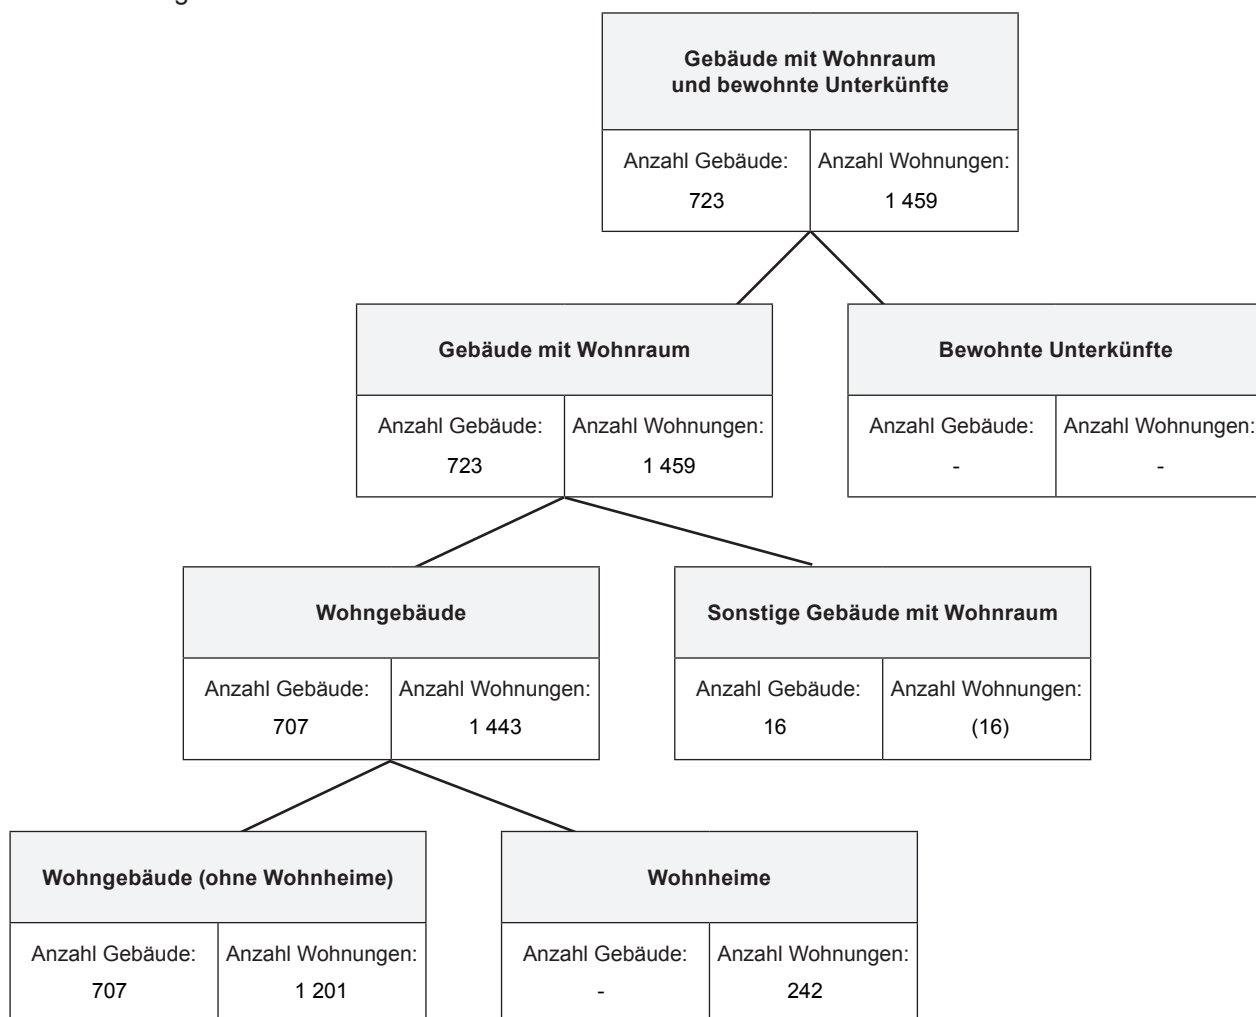 Gebäude mit Wohnraum
und bewohnte Unterkünfte
Anzahl Gebäude: Anzahl Wohnungen:
723 1 459
Gebäude mit Wohnraum
Anzahl Gebäude: Anzahl Wohnungen:
723 1 459
Bewohnte Unterkünfte
Anzahl Gebäude: Anzahl Wohnungen:
- -
Wohngebäude
Anzahl Gebäude: Anzahl Wohnungen:
707 1 443
Sonstige Gebäude mit Wohnraum
Anzahl Gebäude: Anzahl Wohnungen:
16 (16)
Wohngebäude (ohne Wohnheime)
Anzahl Gebäude: Anzahl Wohnungen:
707 1 201
Wohnheime
Anzahl Gebäude: Anzahl Wohnungen:
- 242